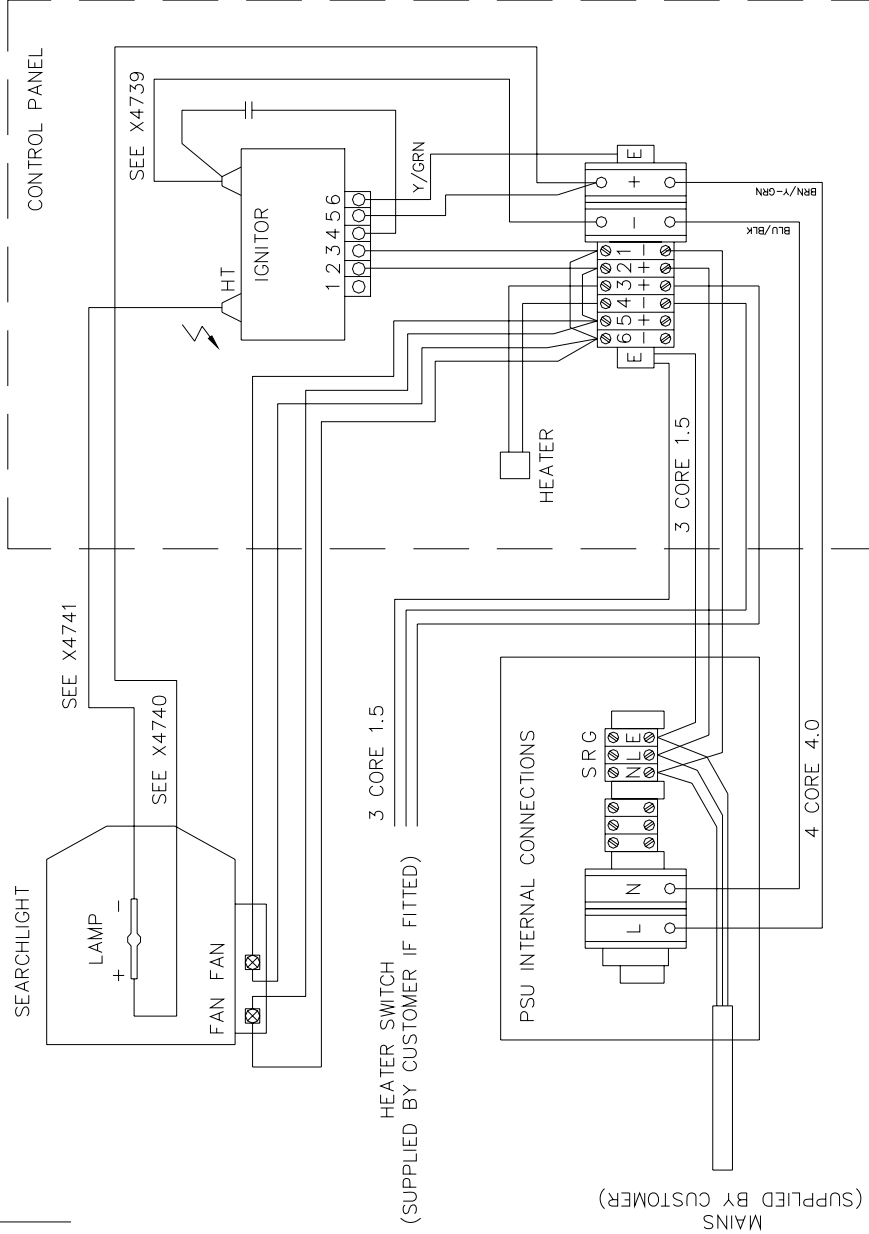 CONTROL PANEL
SEE X4739
HT
IGNITOR
1 2 3 4 5 6
Y/GRN
E
+
−
1 −
2 +
3 +
4 −
5 +
6 −
E
BRN/Y-GRN
BLU/BLK
HEATER
3 CORE 1.5
SEE X4741
SEE X4740
SEARCHLIGHT
LAMP
+ −
FAN FAN
3 CORE 1.5
HEATER SWITCH
(SUPPLIED BY CUSTOMER IF FITTED)
PSU INTERNAL CONNECTIONS
S R G
N L E
N
L
4 CORE 4.0
MAINS
(SUPPLIED BY CUSTOMER)